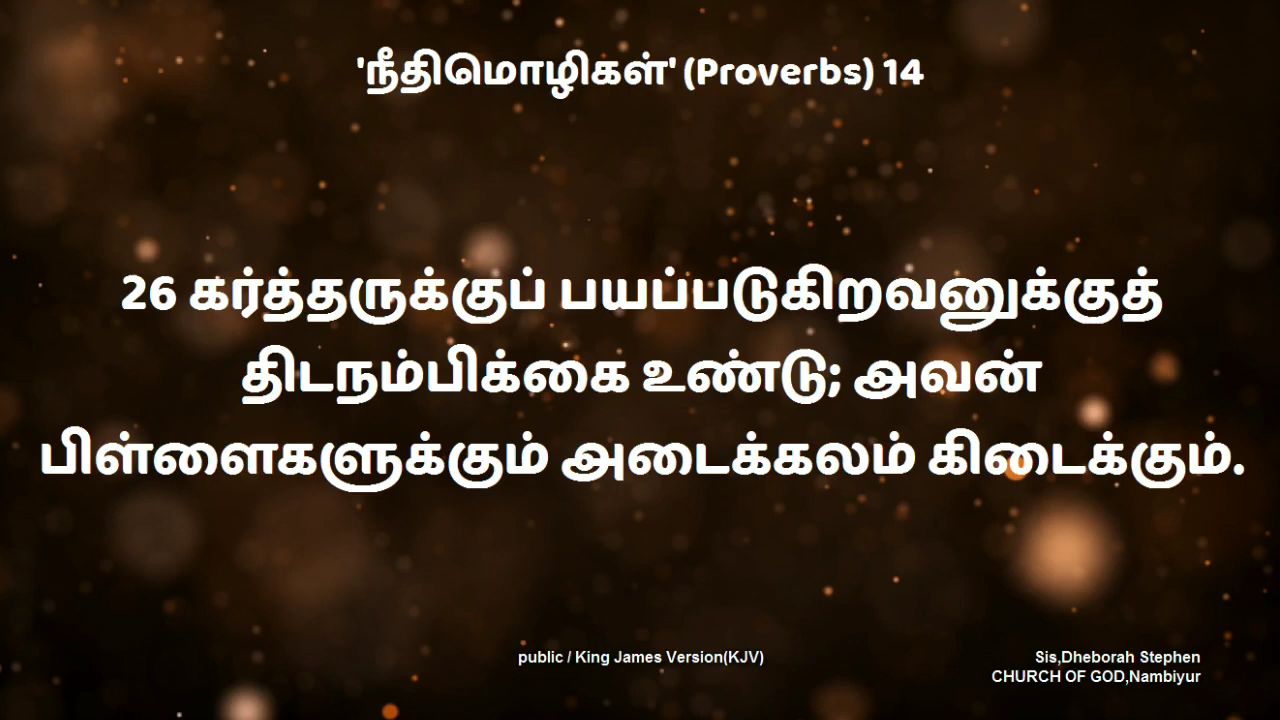 'நீதிமொழிகள்' (Proverbs) 14
26 கர்த்தருக்குப் பயப்படுகிறவனுக்குத்
திடநம்பிக்கை உண்டு; அவன்
பிள்ளைகளுக்கும் அடைக்கலம் கிடைக்கும்.
public / King James Version(KJV)
Sis,Dheborah Stephen
CHURCH OF GOD,Nambiyur